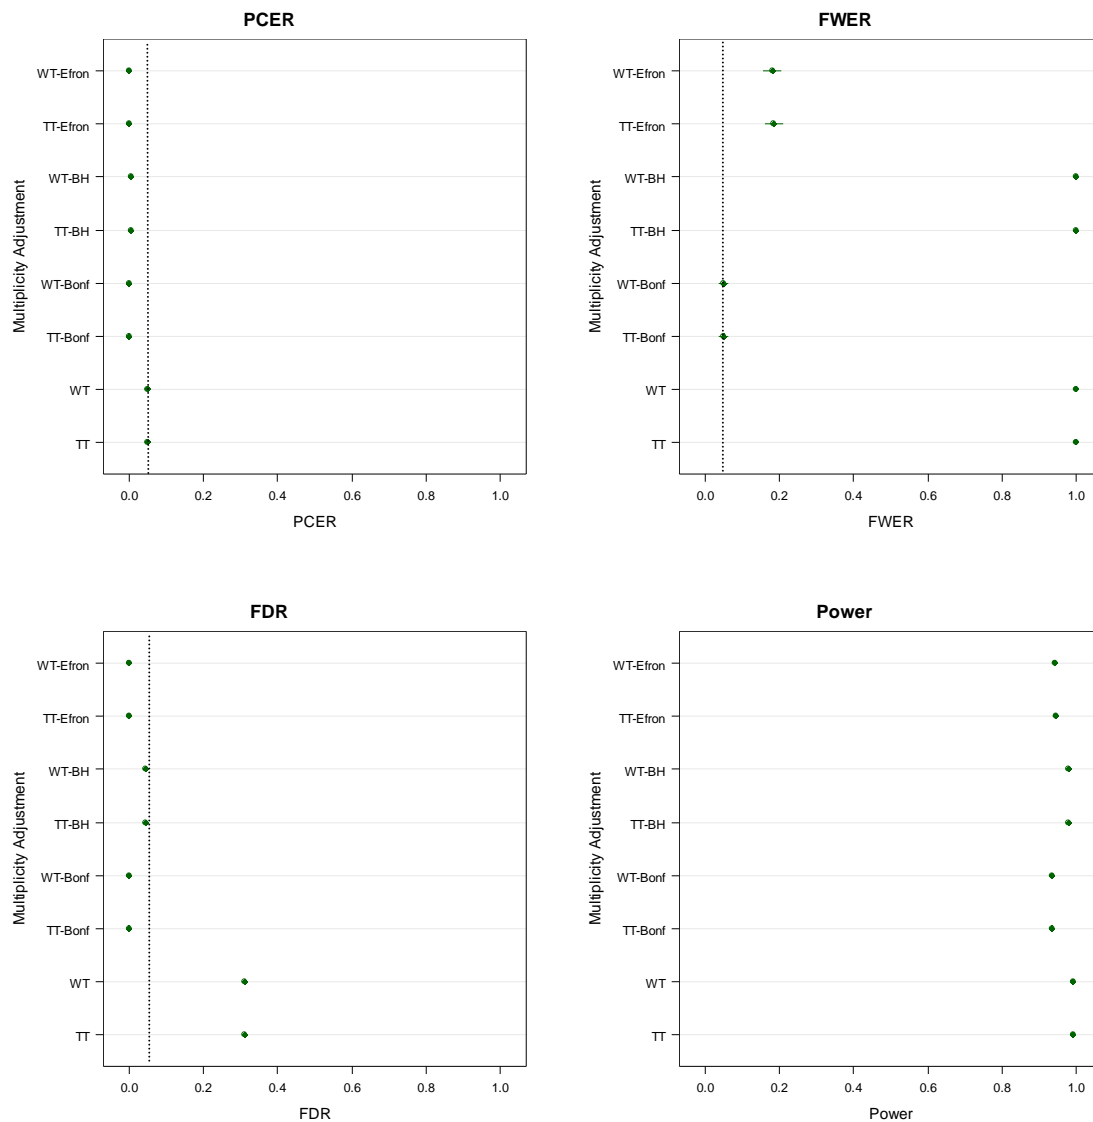 PCER
Multiplicity Adjustment
WT-Efron
TT-Efron
WT-BH
TT-BH
WT-Bonf
TT-Bonf
WT
TT
0.0 0.2 0.4 0.6 0.8 1.0
PCER
FWER
Multiplicity Adjustment
WT-Efron
TT-Efron
WT-BH
TT-BH
WT-Bonf
TT-Bonf
WT
TT
0.0 0.2 0.4 0.6 0.8 1.0
FWER
FDR
Multiplicity Adjustment
WT-Efron
TT-Efron
WT-BH
TT-BH
WT-Bonf
TT-Bonf
WT
TT
0.0 0.2 0.4 0.6 0.8 1.0
FDR
Power
Multiplicity Adjustment
WT-Efron
TT-Efron
WT-BH
TT-BH
WT-Bonf
TT-Bonf
WT
TT
0.0 0.2 0.4 0.6 0.8 1.0
Power